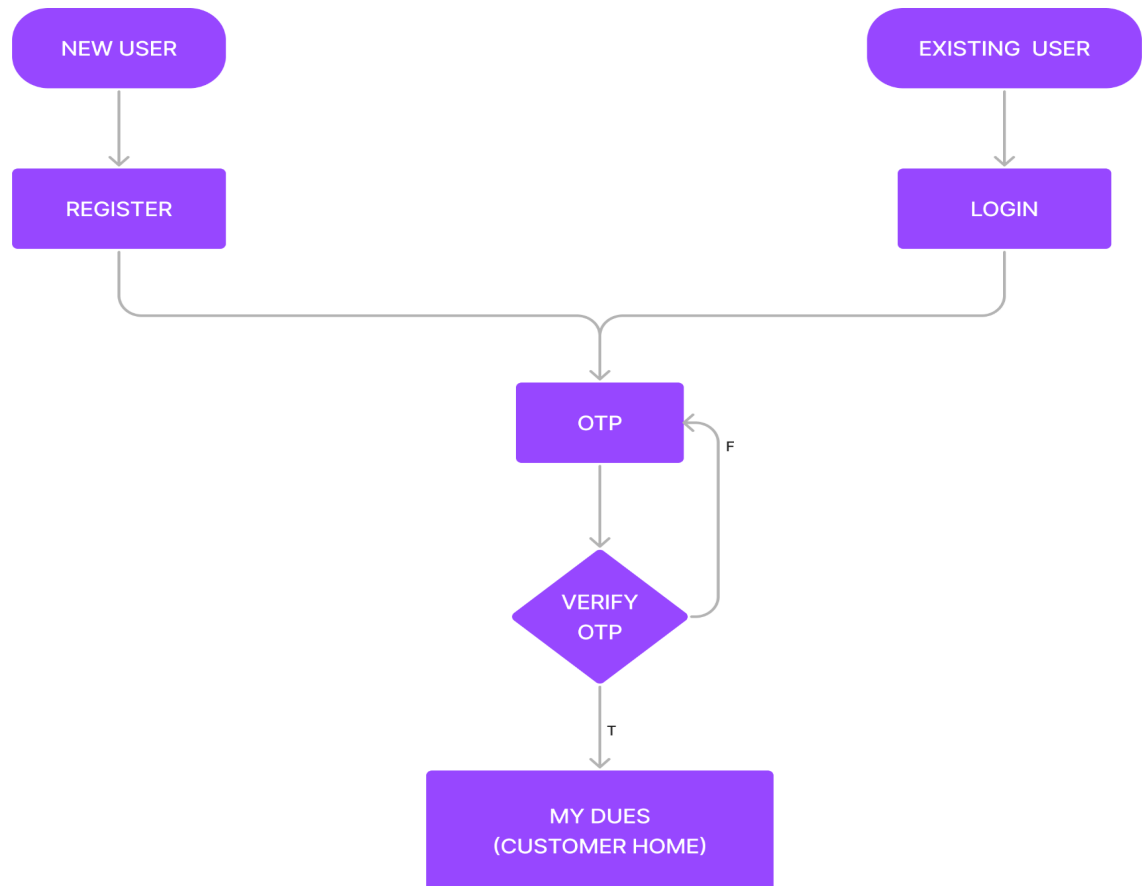 NEW USER
EXISTING USER
REGISTER
LOGIN
OTP
F
VERIFY
OTP
T
MY DUES
(CUSTOMER HOME)